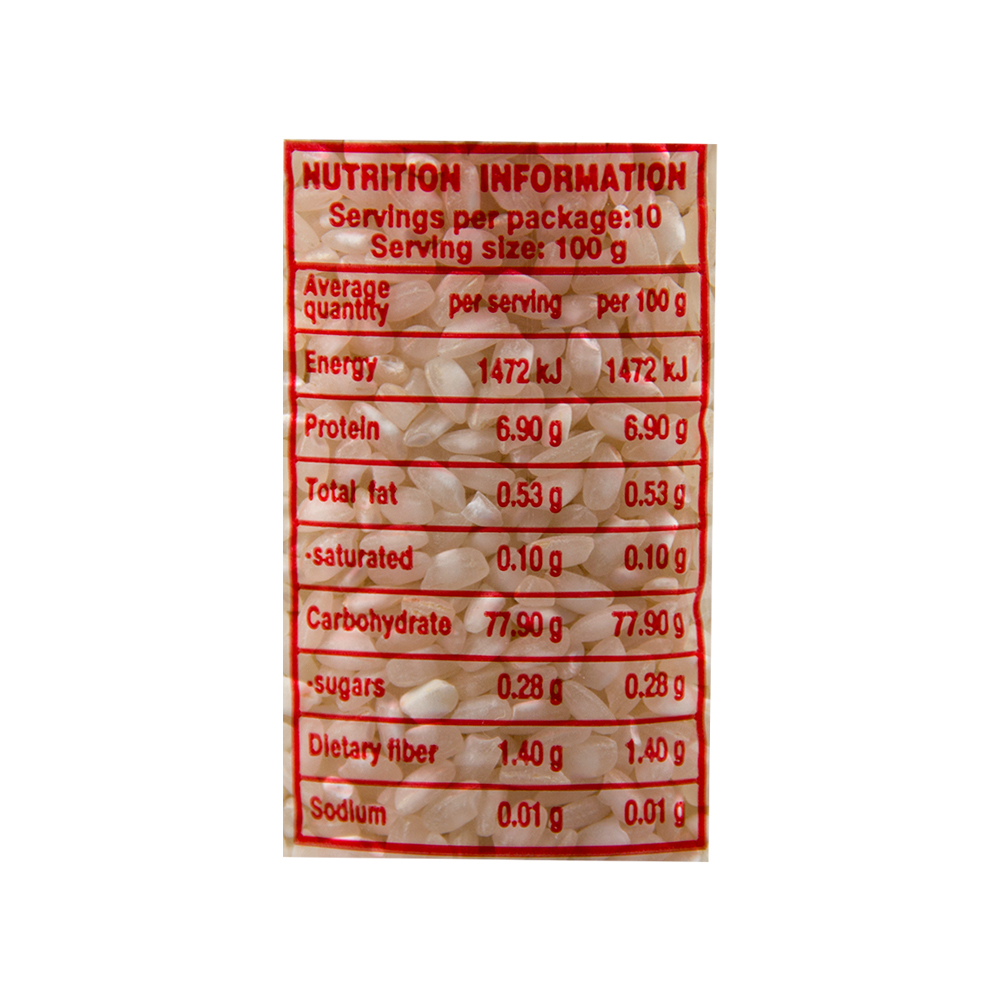 NUTRITION INFORMATION
Servings per package:10
Serving size: 100 g
Average quantity per serving per 100 g
Energy 1472 kJ 1472 kJ
Protein 6.90 g 6.90 g
Total fat 0.53 g 0.53 g
·saturated 0.10 g 0.10 g
Carbohydrate 77.90 g 77.90 g
·sugars 0.28 g 0.28 g
Dietary fiber 1.40 g 1.40 g
Sodium 0.01 g 0.01 g